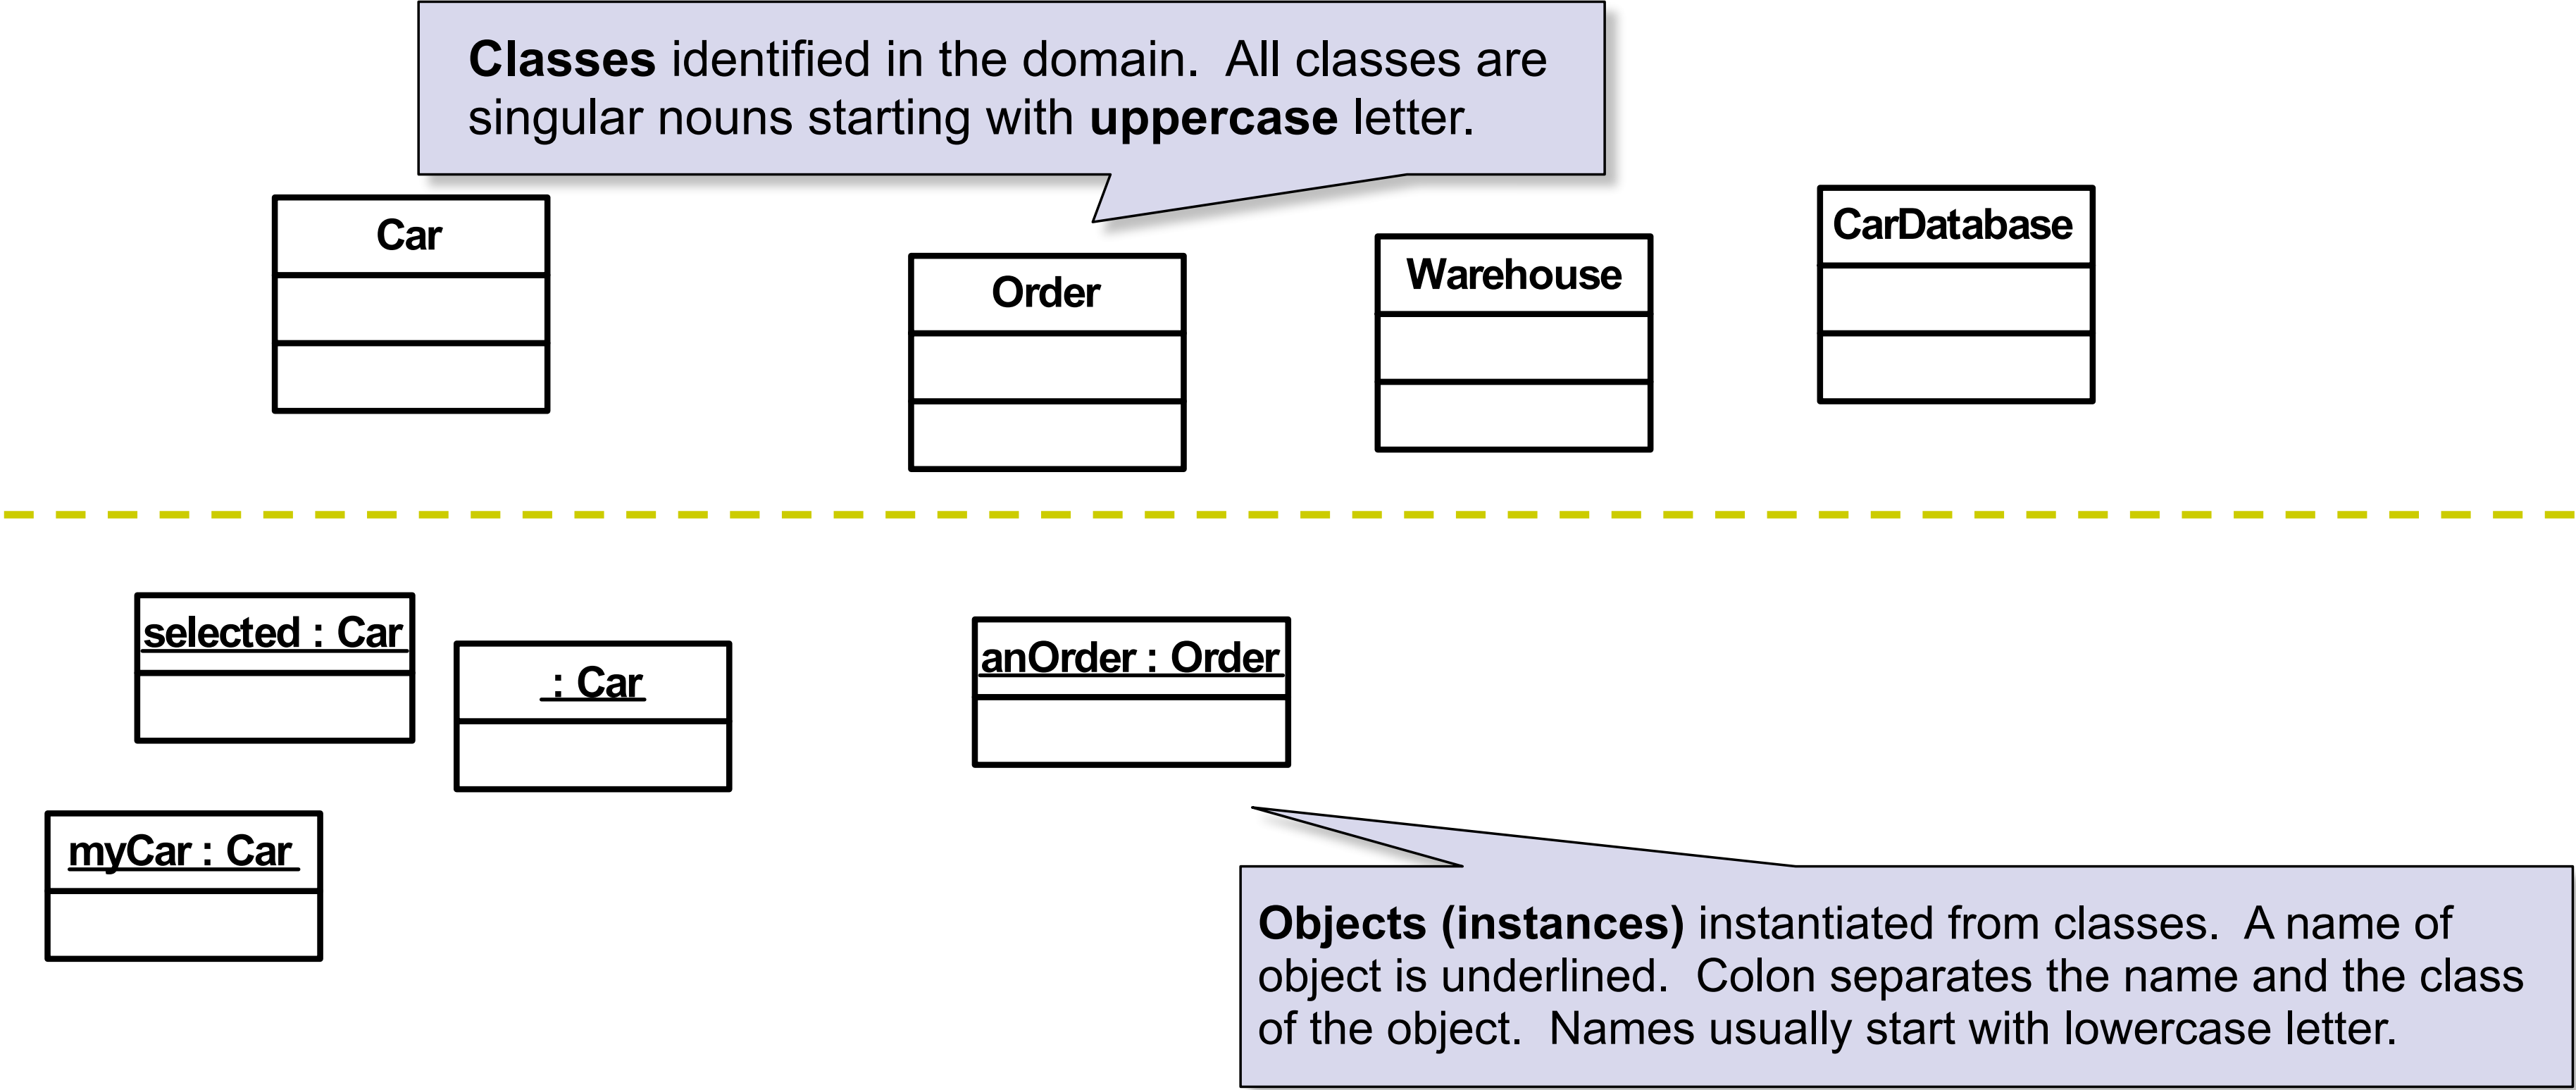 Classes identified in the domain.  All classes are
singular nouns starting with uppercase letter.
Car
Order
Warehouse
CarDatabase
selected : Car
: Car
anOrder : Order
myCar : Car
Objects (instances) instantiated from classes.  A name of
object is underlined.  Colon separates the name and the class
of the object.  Names usually start with lowercase letter.